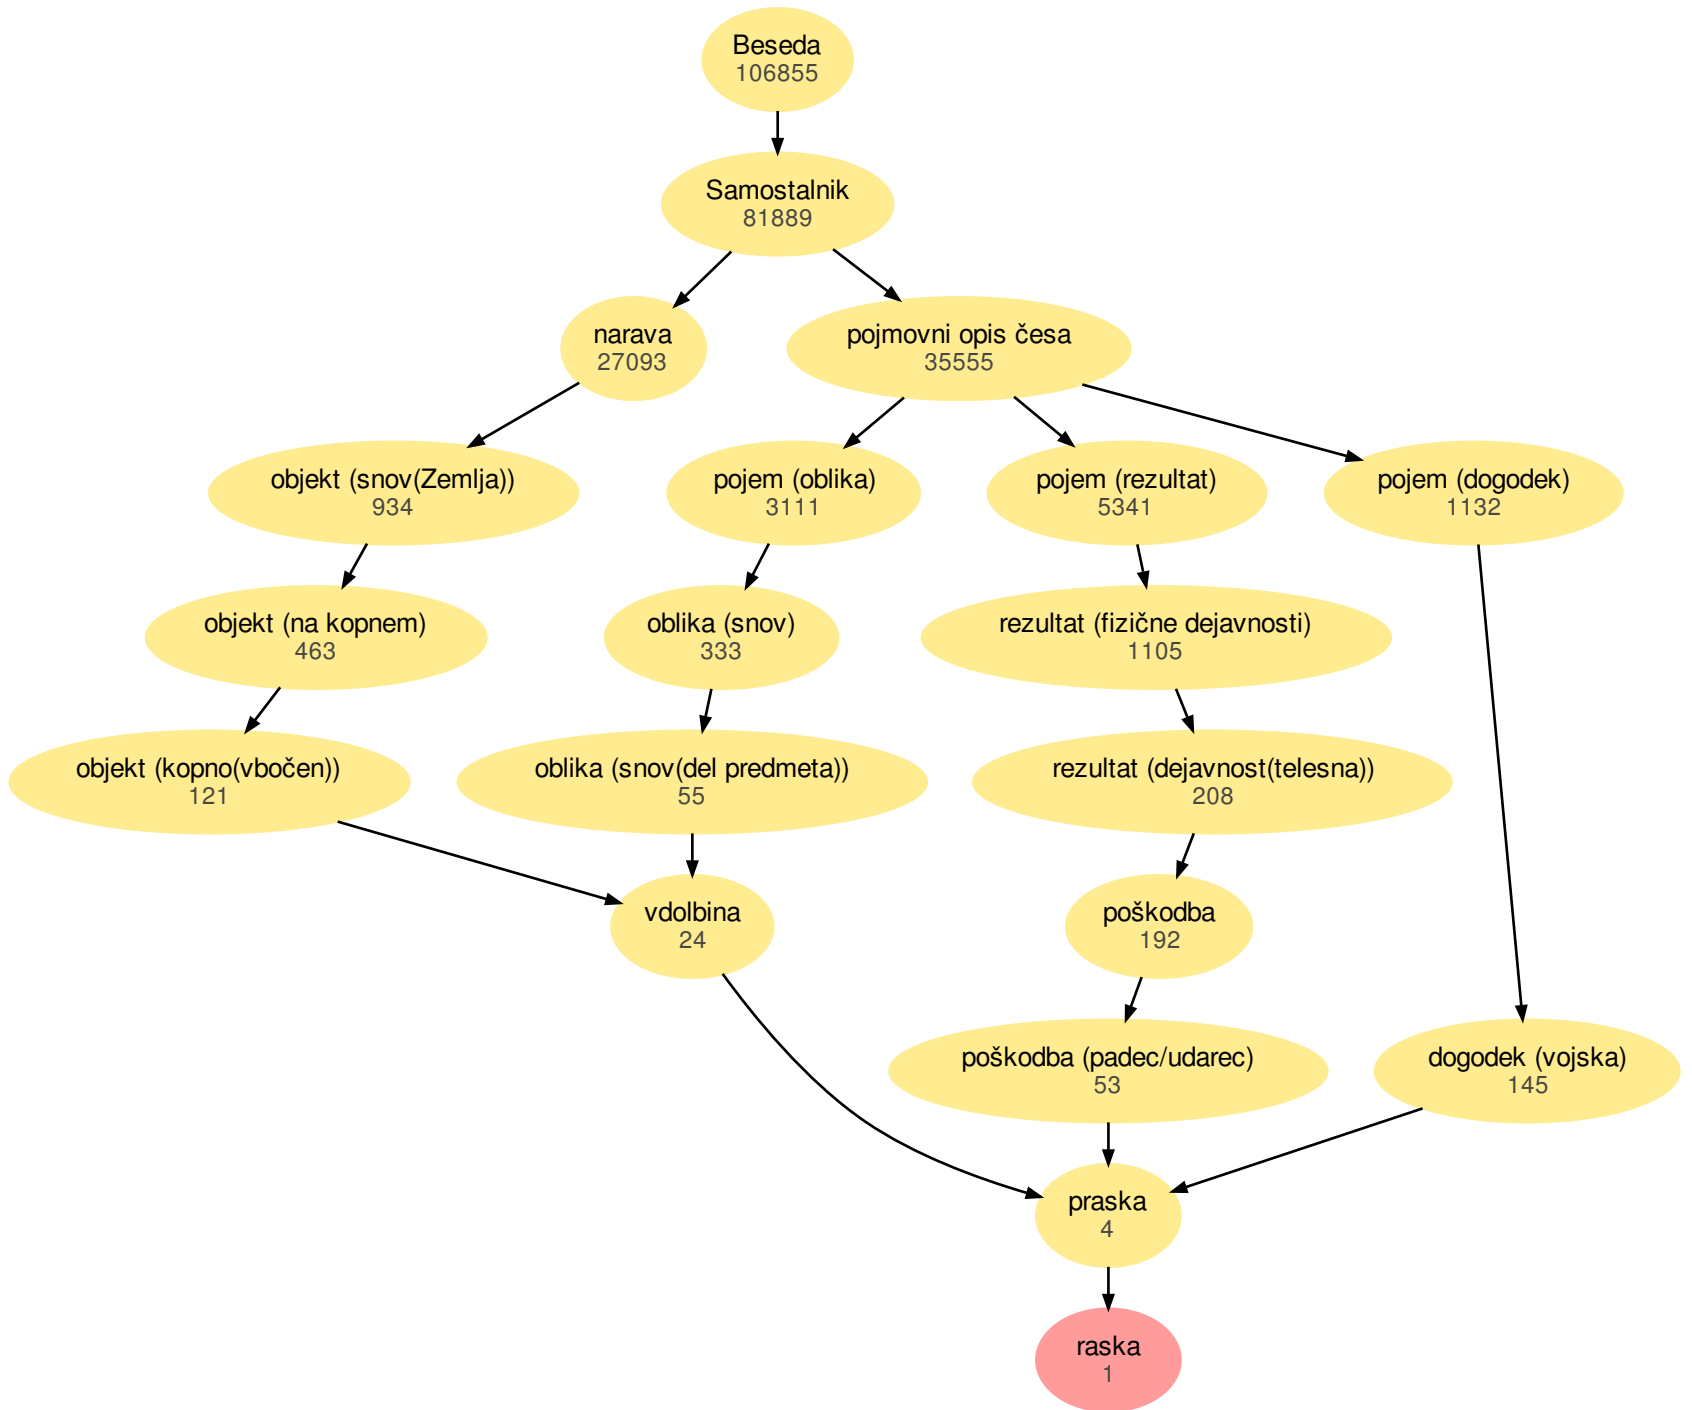 Beseda
106855
Samostalnik
81889
narava
27093
pojmovni opis česa
35555
objekt (snov(Zemlja))
934
pojem (oblika)
3111
pojem (rezultat)
5341
pojem (dogodek)
1132
objekt (na kopnem)
463
oblika (snov)
333
rezultat (fizične dejavnosti)
1105
objekt (kopno(vbočen))
121
oblika (snov(del predmeta))
55
rezultat (dejavnost(telesna))
208
vdolbina
24
poškodba
192
poškodba (padec/udarec)
53
dogodek (vojska)
145
praska
4
raska
1